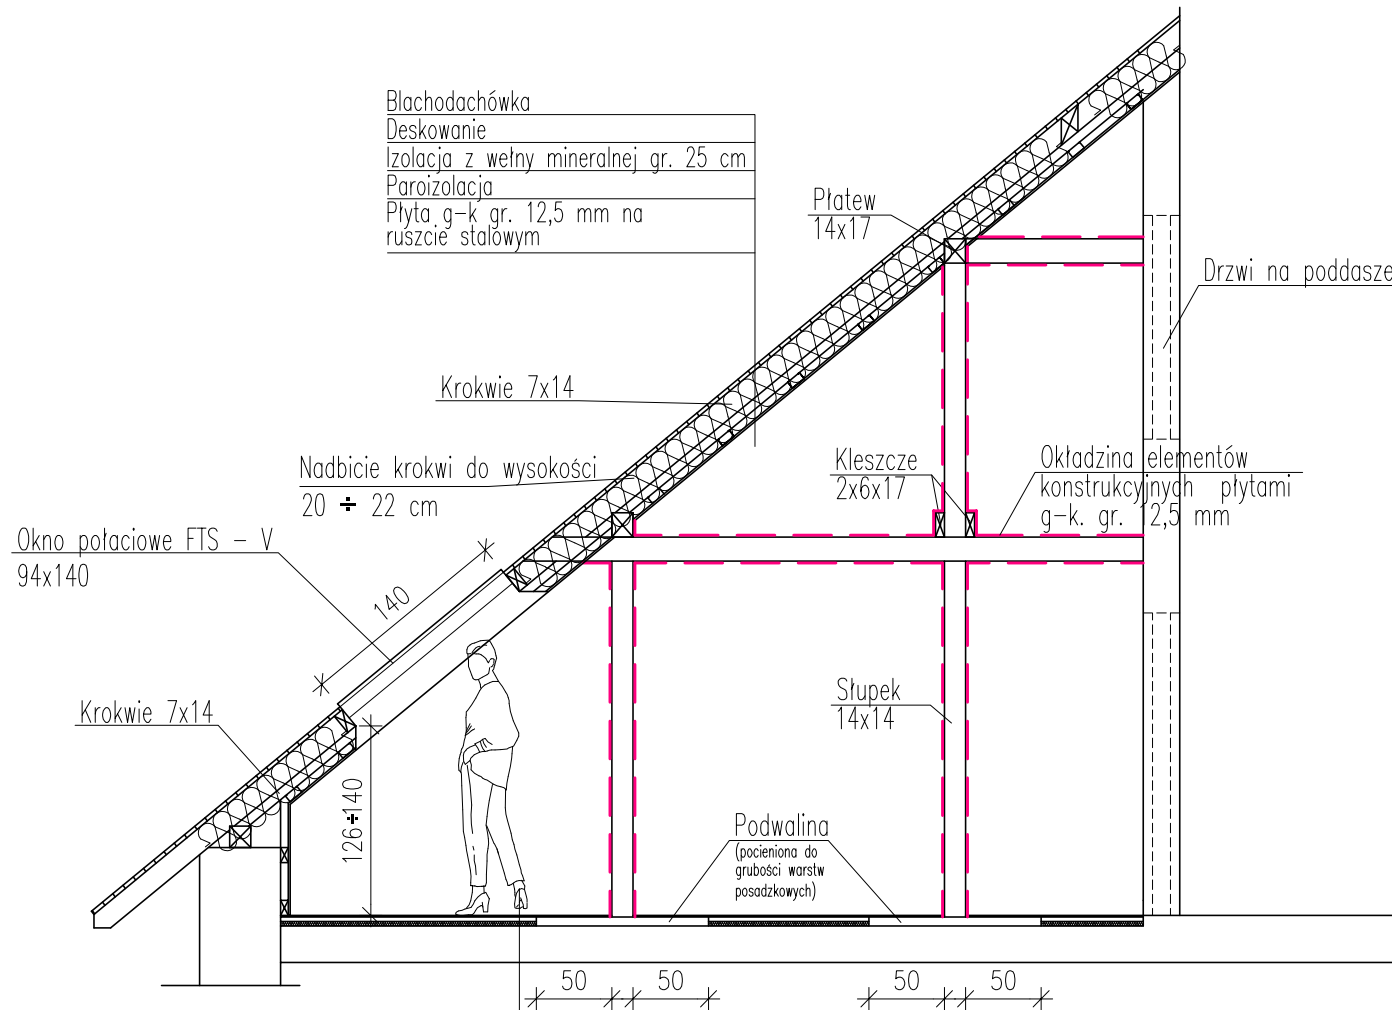 Blachodachówka
Deskowanie
Izolacja z wełny mineralnej gr. 25 cm
Paroizolacja
Płyta g-k gr. 12,5 mm na
ruszcie stalowym
Płatew
14x17
Drzwi na poddasze
Krokwie 7x14
Nadbicie krokwi do wysokości
20 ÷ 22 cm
Kleszcze
2x6x17
Okładzina elementów
konstrukcyjnych płytami
g-k. gr. 12,5 mm
Okno połaciowe FTS - V
94x140
140
Krokwie 7x14
Słupek
14x14
126÷140
Podwalina
(pocieniona do
grubości warstw
posadzkowych)
50 50 50 50